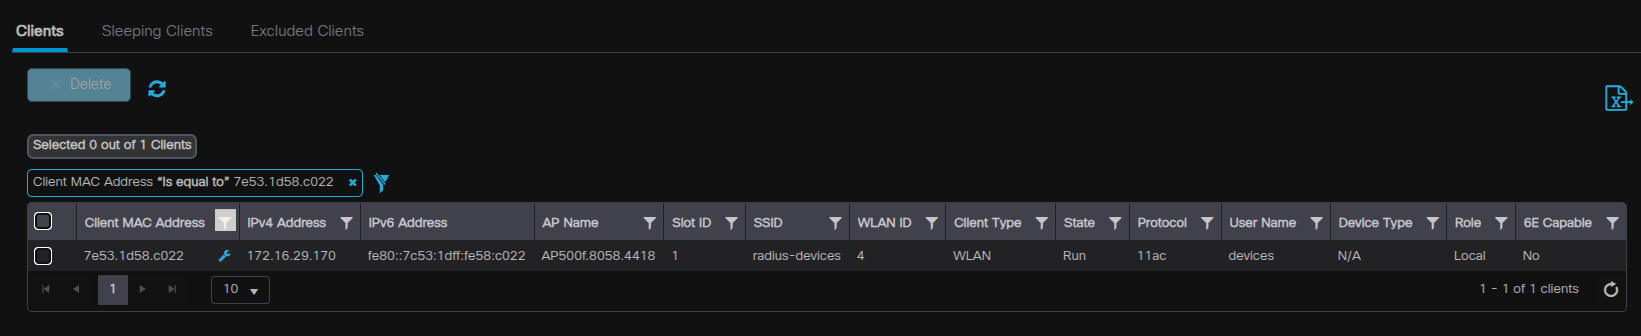 Clients Sleeping Clients Excluded Clients
Delete
Selected 0 out of 1 Clients
Client MAC Address "Is equal to" 7e53.1d58.c022
Client MAC Address IPv4 Address IPv6 Address AP Name Slot ID SSID WLAN ID Client Type State Protocol User Name Device Type Role 6E Capable
7e53.1d58.c022 172.16.29.170 fe80::7c53:1dff:fe58:c022 AP500f.8058.4418 1 radius-devices 4 WLAN Run 11ac devices N/A Local No
1 10 1 - 1 of 1 clients